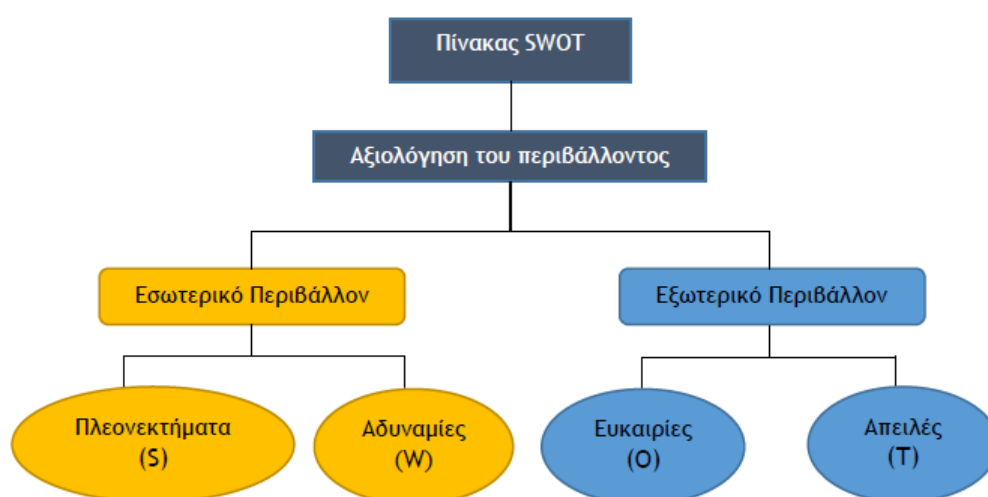 Πίνακας SWOT
Αξιολόγηση του περιβάλλοντος
Εσωτερικό Περιβάλλον
Εξωτερικό Περιβάλλον
Πλεονεκτήματα
(S)
Αδυναμίες
(W)
Ευκαιρίες
(O)
Απειλές
(T)